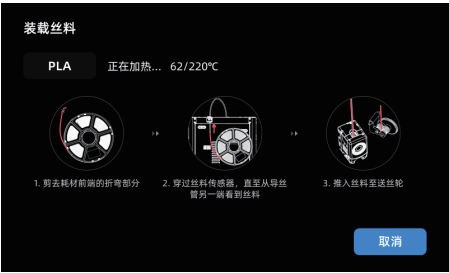 装载丝料
PLA 正在加热... 62/220℃
1. 剪去耗材前端的折弯部分
2. 穿过丝料传感器，直至从导丝
管另一端看到丝料
3. 推入丝料至送丝轮
取消